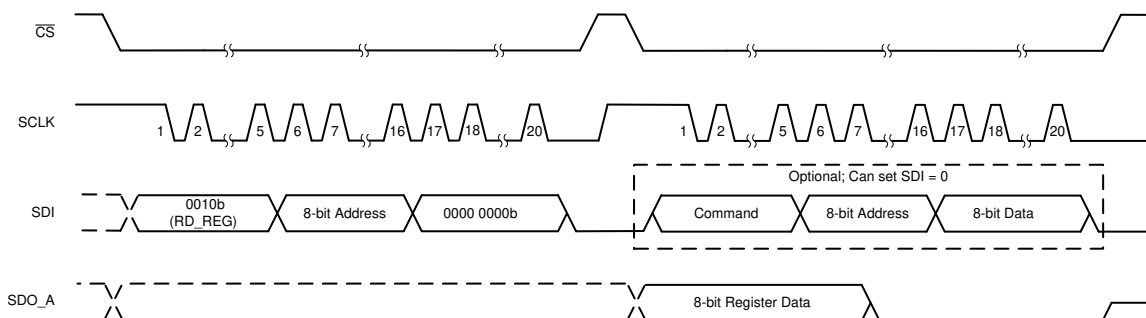 CS
SCLK
1 2 5 6 7 16 17 18 20 1 2 5 6 7 16 17 18 20
Optional; Can set SDI = 0
SDI
0010b
(RD_REG)
8-bit Address
0000 0000b
Command
8-bit Address
8-bit Data
SDO_A
8-bit Register Data